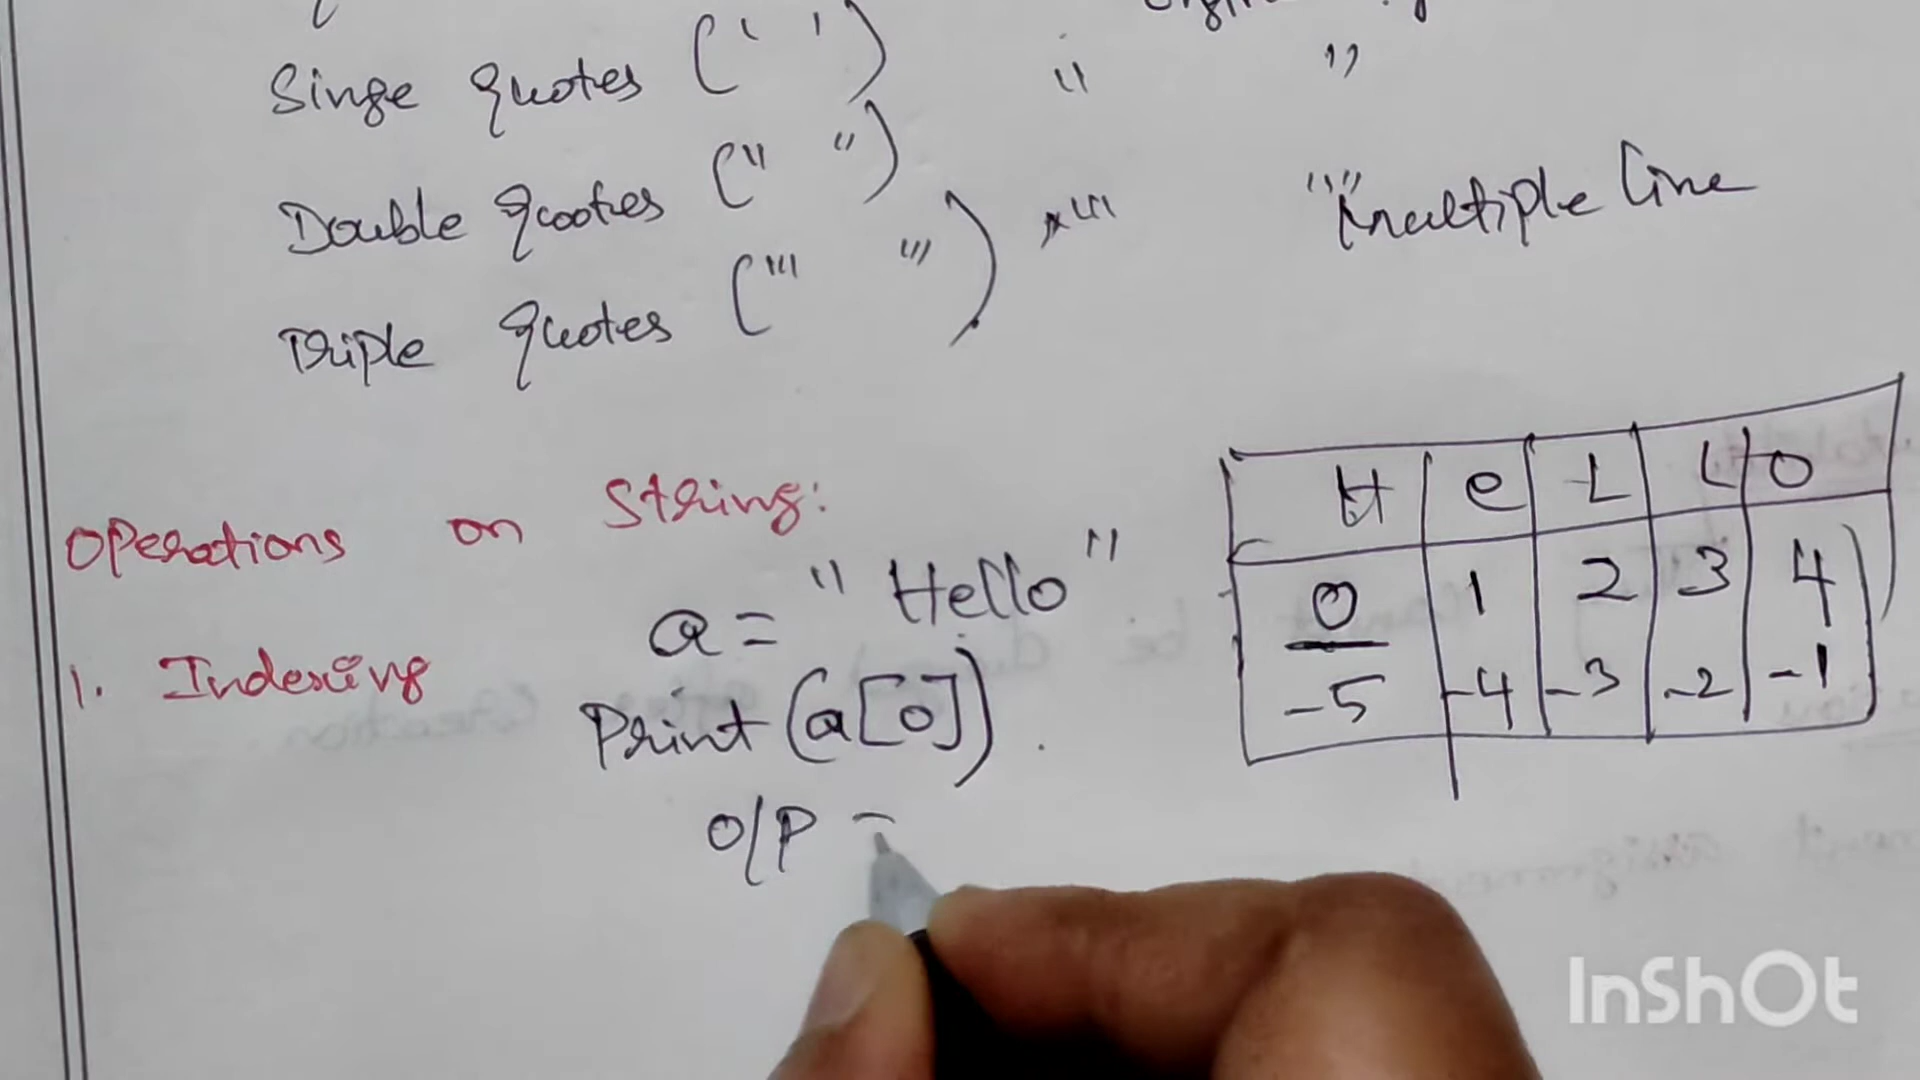 Singe quotes (' ') " "
Double quotes (" ")
Triple quotes (''' ''') "' """multiple line
Operations on String:
1. Indexing
a = "Hello"
Print (a[0]).
O/P =
H e L L O
0 1 2 3 4
-5 -4 -3 -2 -1
InShOt